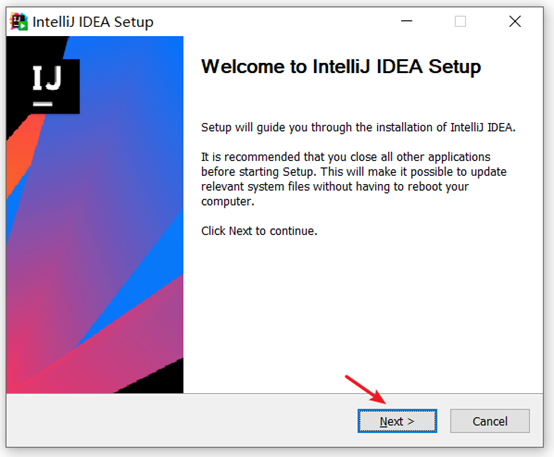 IntelliJ IDEA Setup
IJ
Welcome to IntelliJ IDEA Setup
Setup will guide you through the installation of IntelliJ IDEA.
It is recommended that you close all other applications
before starting Setup. This will make it possible to update
relevant system files without having to reboot your
computer.
Click Next to continue.
Next >
Cancel